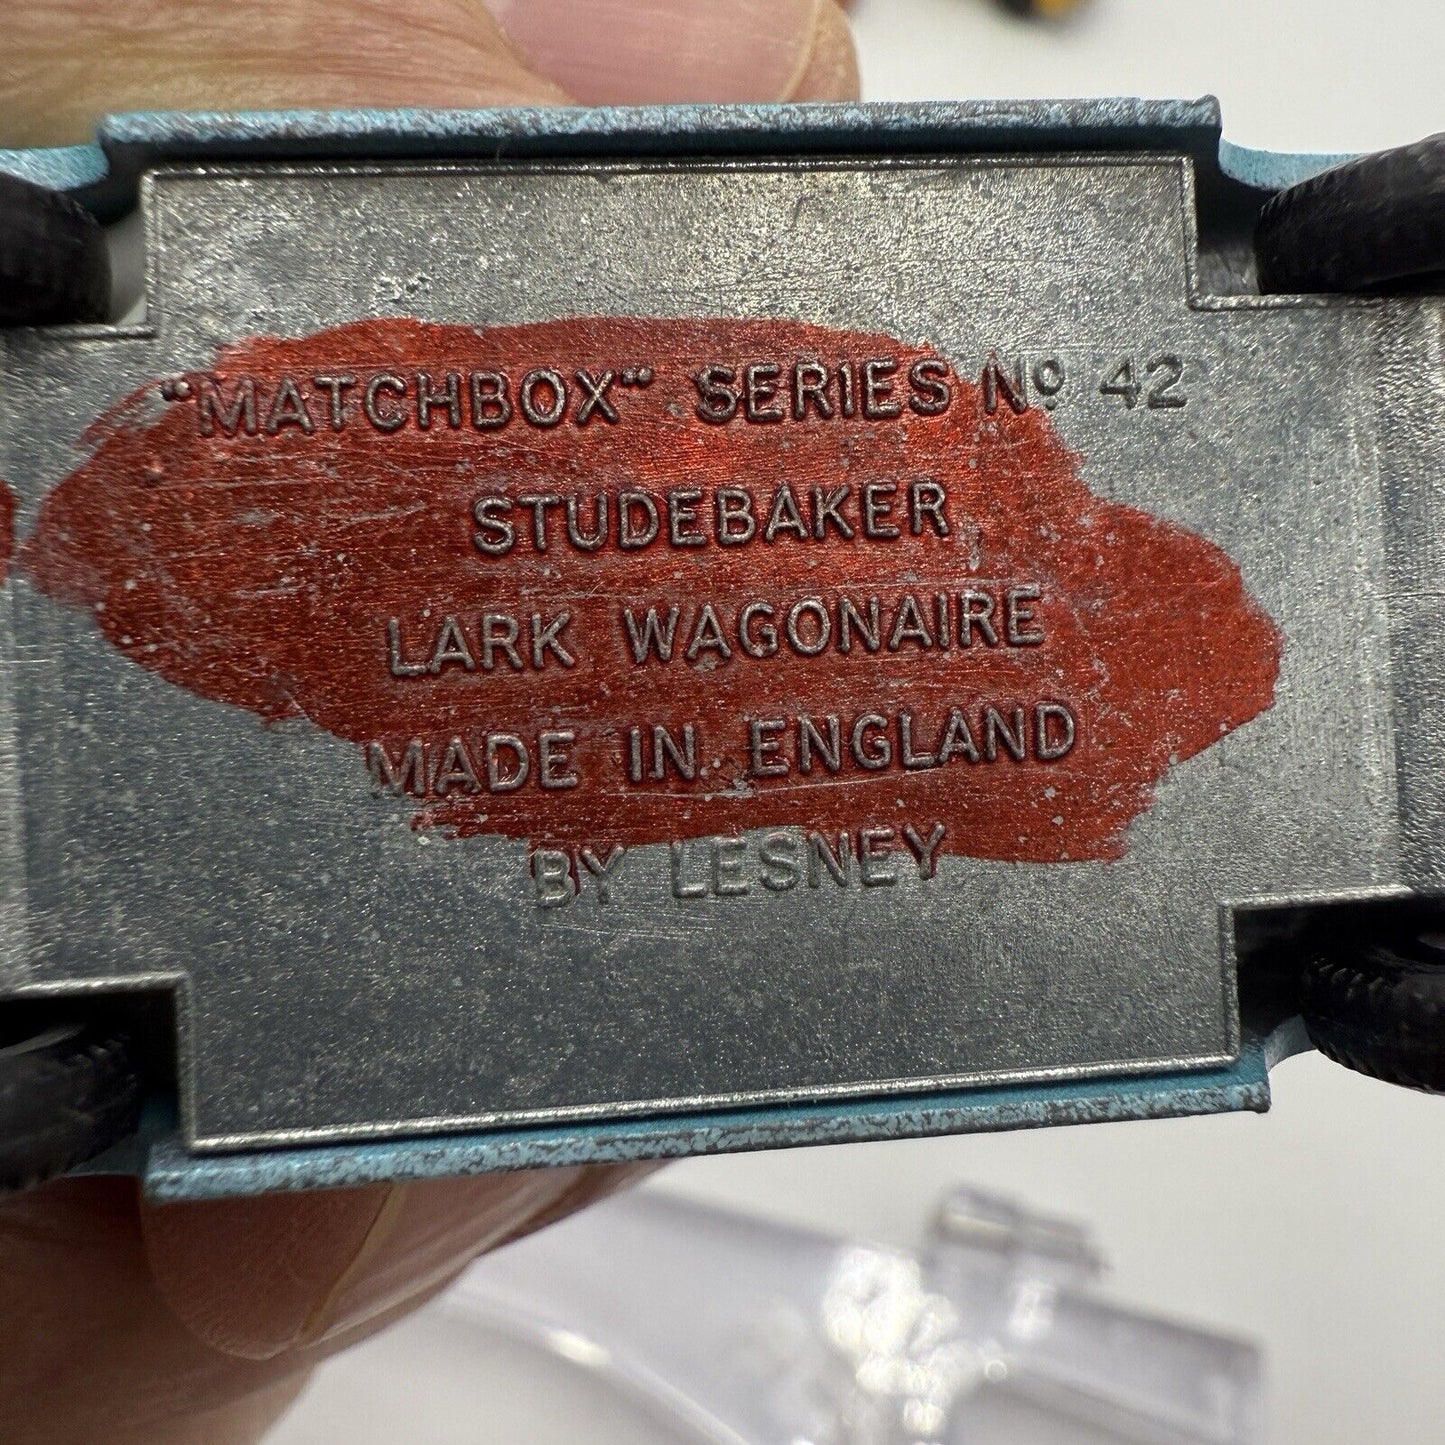 "MATCHBOX" SERIES Nº 42
STUDEBAKER
LARK WAGONAIRE
MADE IN ENGLAND
BY LESNEY